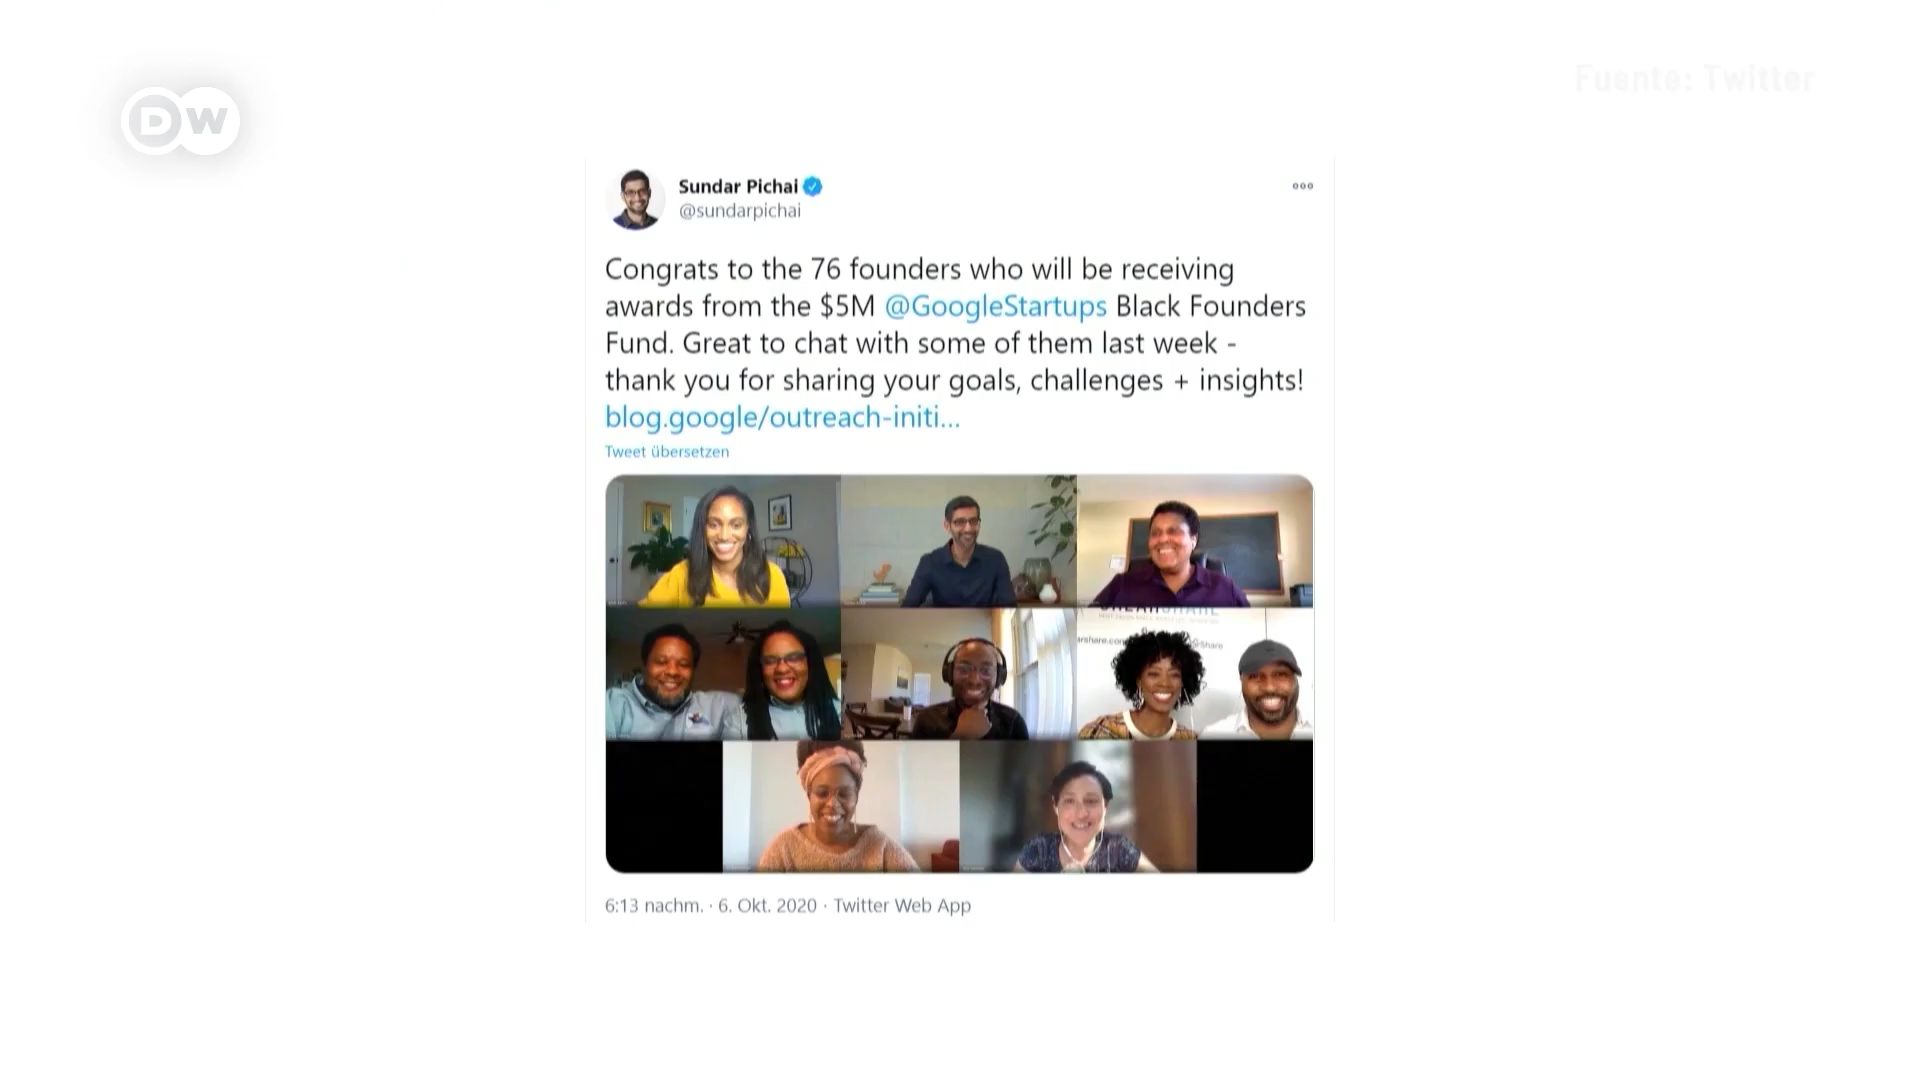 DW
Fuente: Twitter
Sundar Pichai
@sundarpichai
Congrats to the 76 founders who will be receiving
awards from the $5M @GoogleStartups Black Founders
Fund. Great to chat with some of them last week -
thank you for sharing your goals, challenges + insights!
blog.google/outreach-initi...
Tweet übersetzen
6:13 nachm. · 6. Okt. 2020 · Twitter Web App